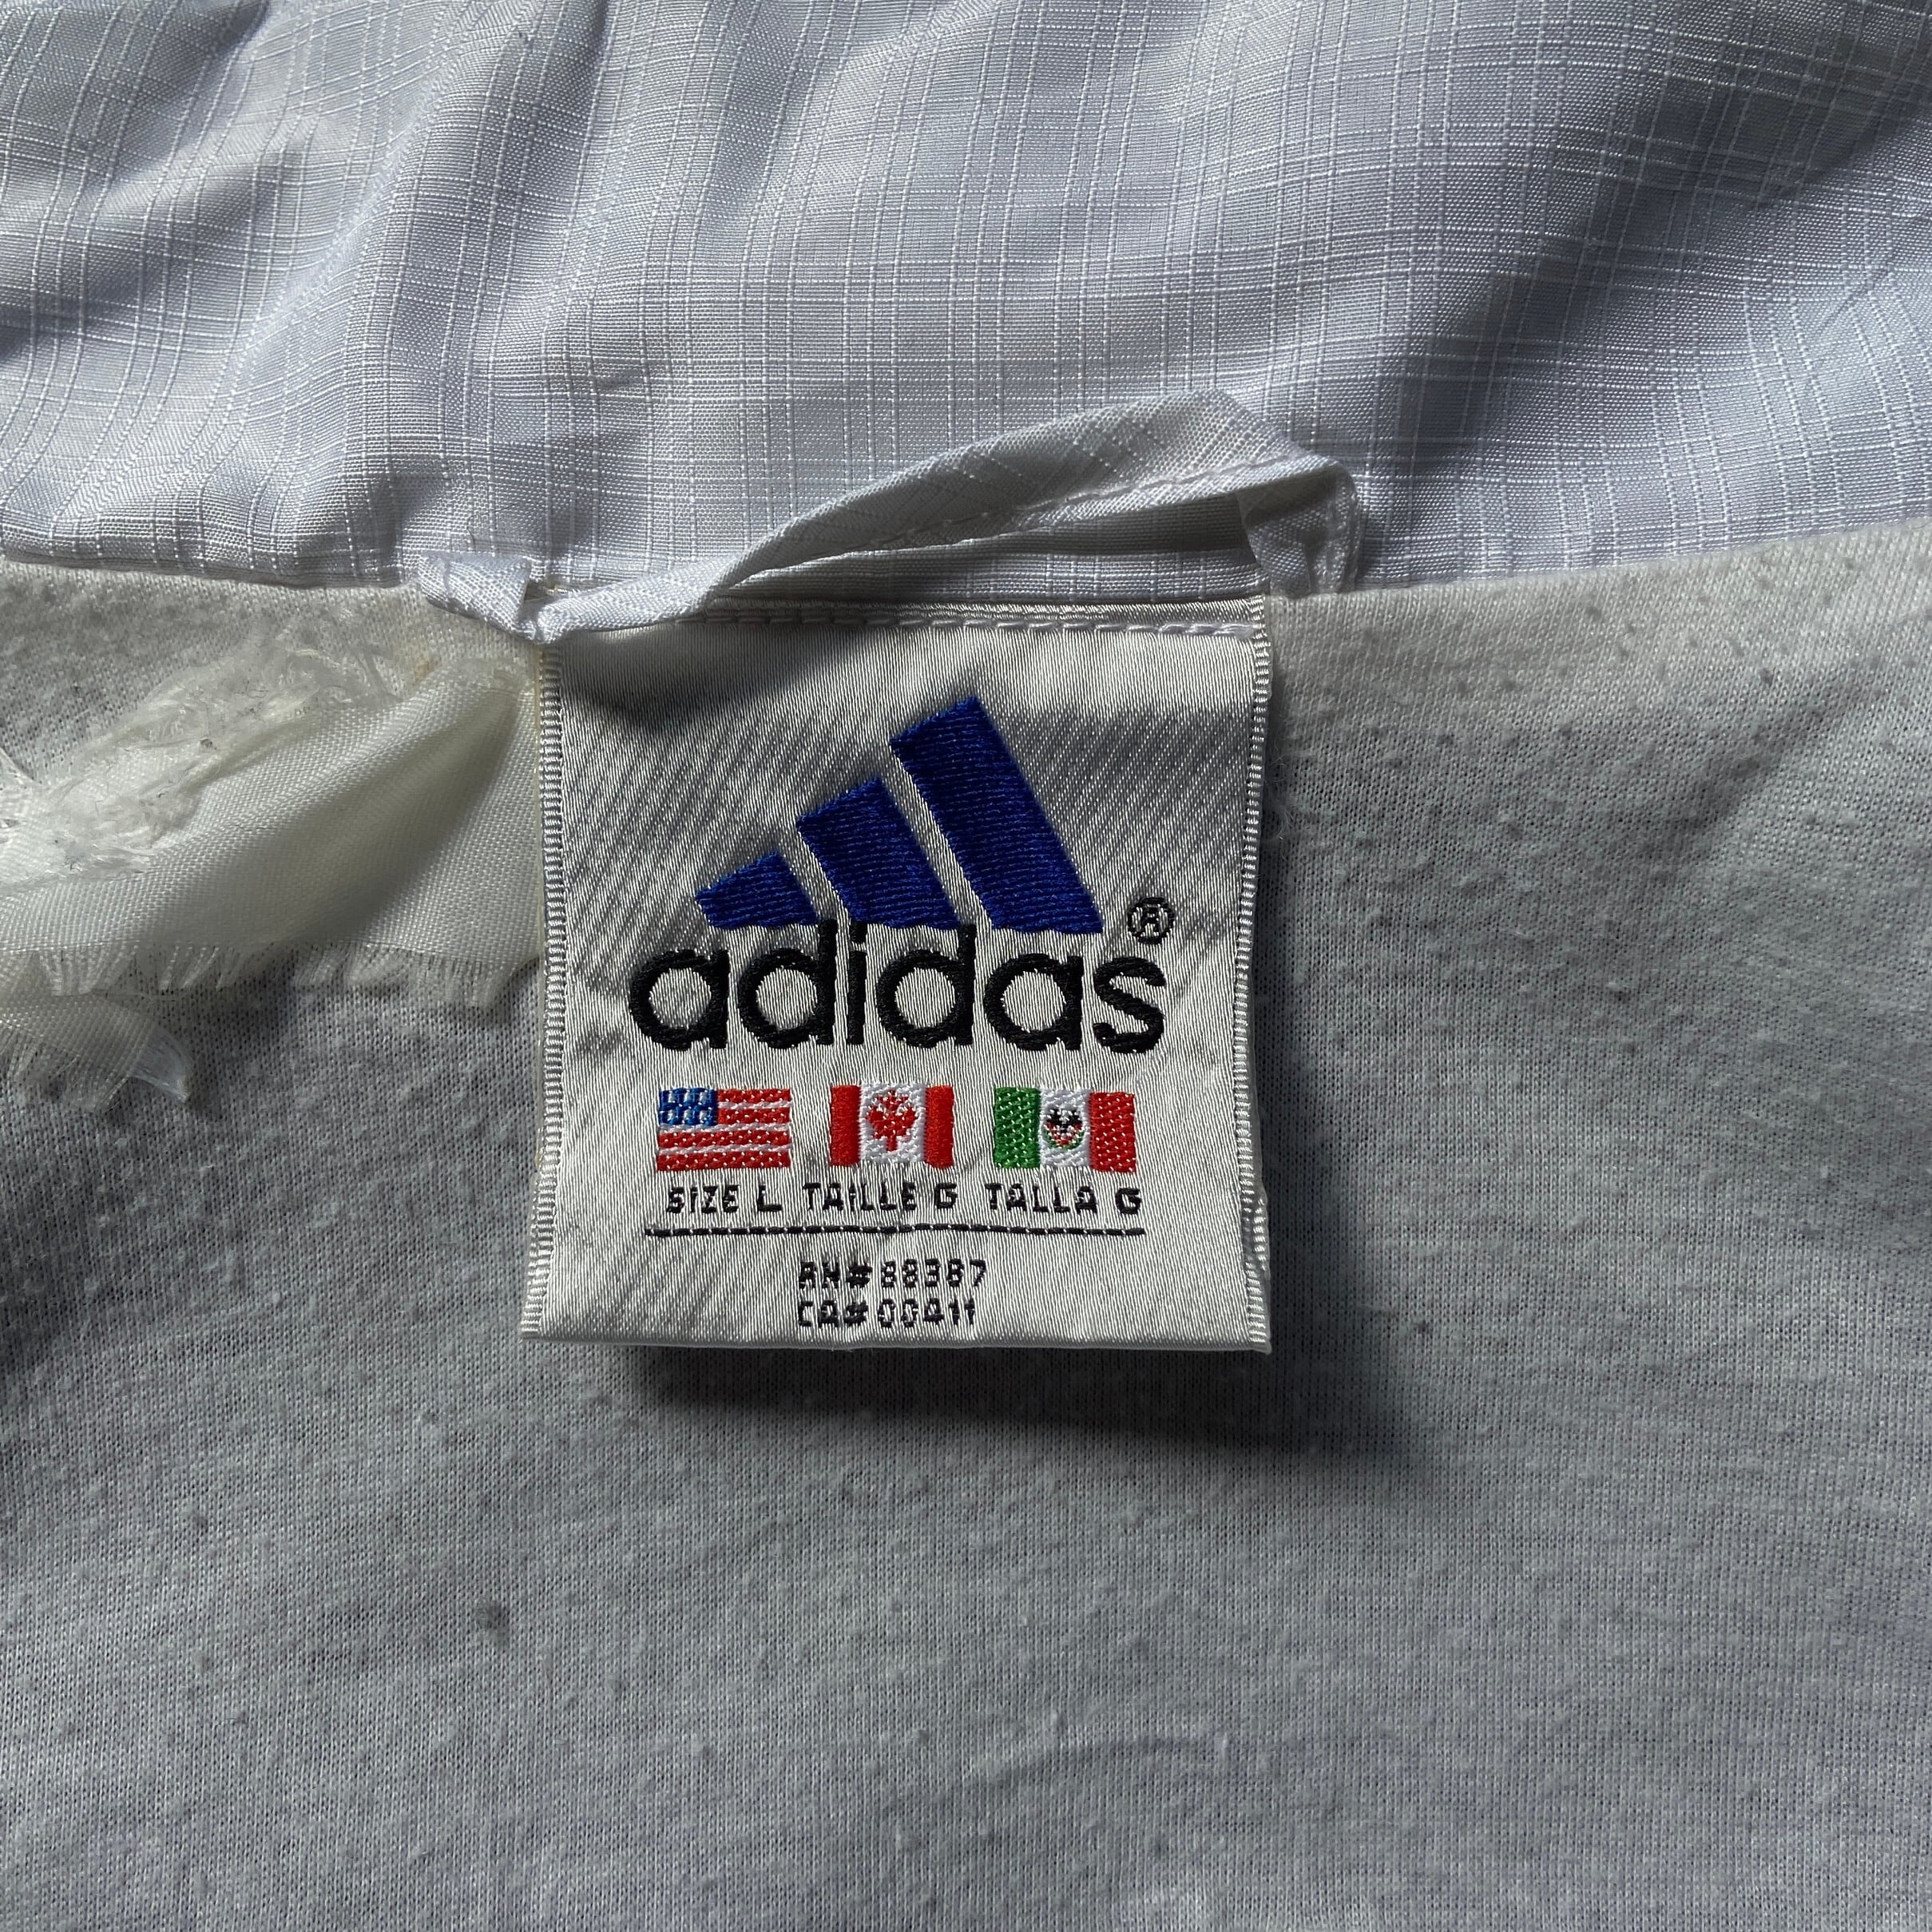 adidas®
SIZE L TAILLE G TALLA G
RN#88387
CA#00411